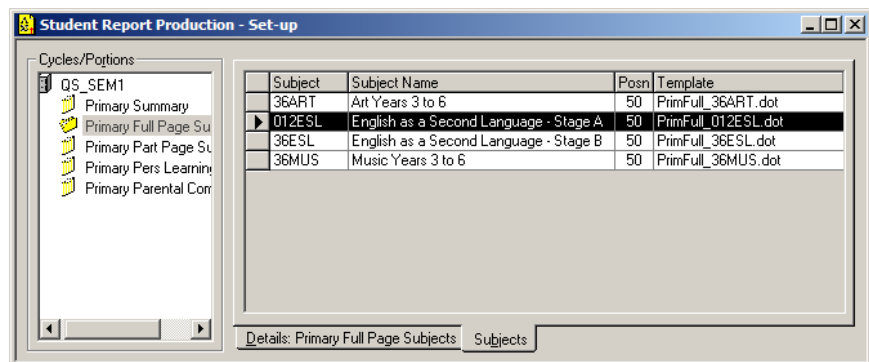 Student Report Production - Set-up
Cycles/Portions
QS_SEM1
Primary Summary
Primary Full Page Su
Primary Part Page Su
Primary Pers Learning
Primary Parental Com
Subject Subject Name Posn Template
36ART Art Years 3 to 6 50 PrimFull_36ART.dot
012ESL English as a Second Language - Stage A 50 PrimFull_012ESL.dot
36ESL English as a Second Language - Stage B 50 PrimFull_36ESL.dot
36MUS Music Years 3 to 6 50 PrimFull_36MUS.dot
Details: Primary Full Page Subjects Subjects